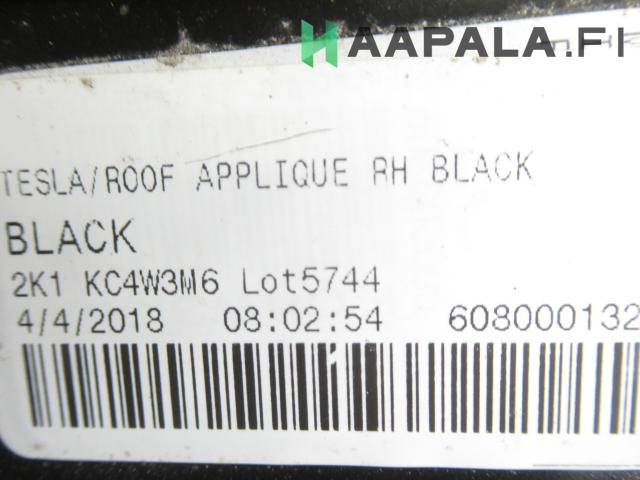 HAAPALA.FI
TESLA/ROOF APPLIQUE RH BLACK
BLACK
2K1 KC4W3M6 Lot5744
4/4/2018 08:02:54 608000132